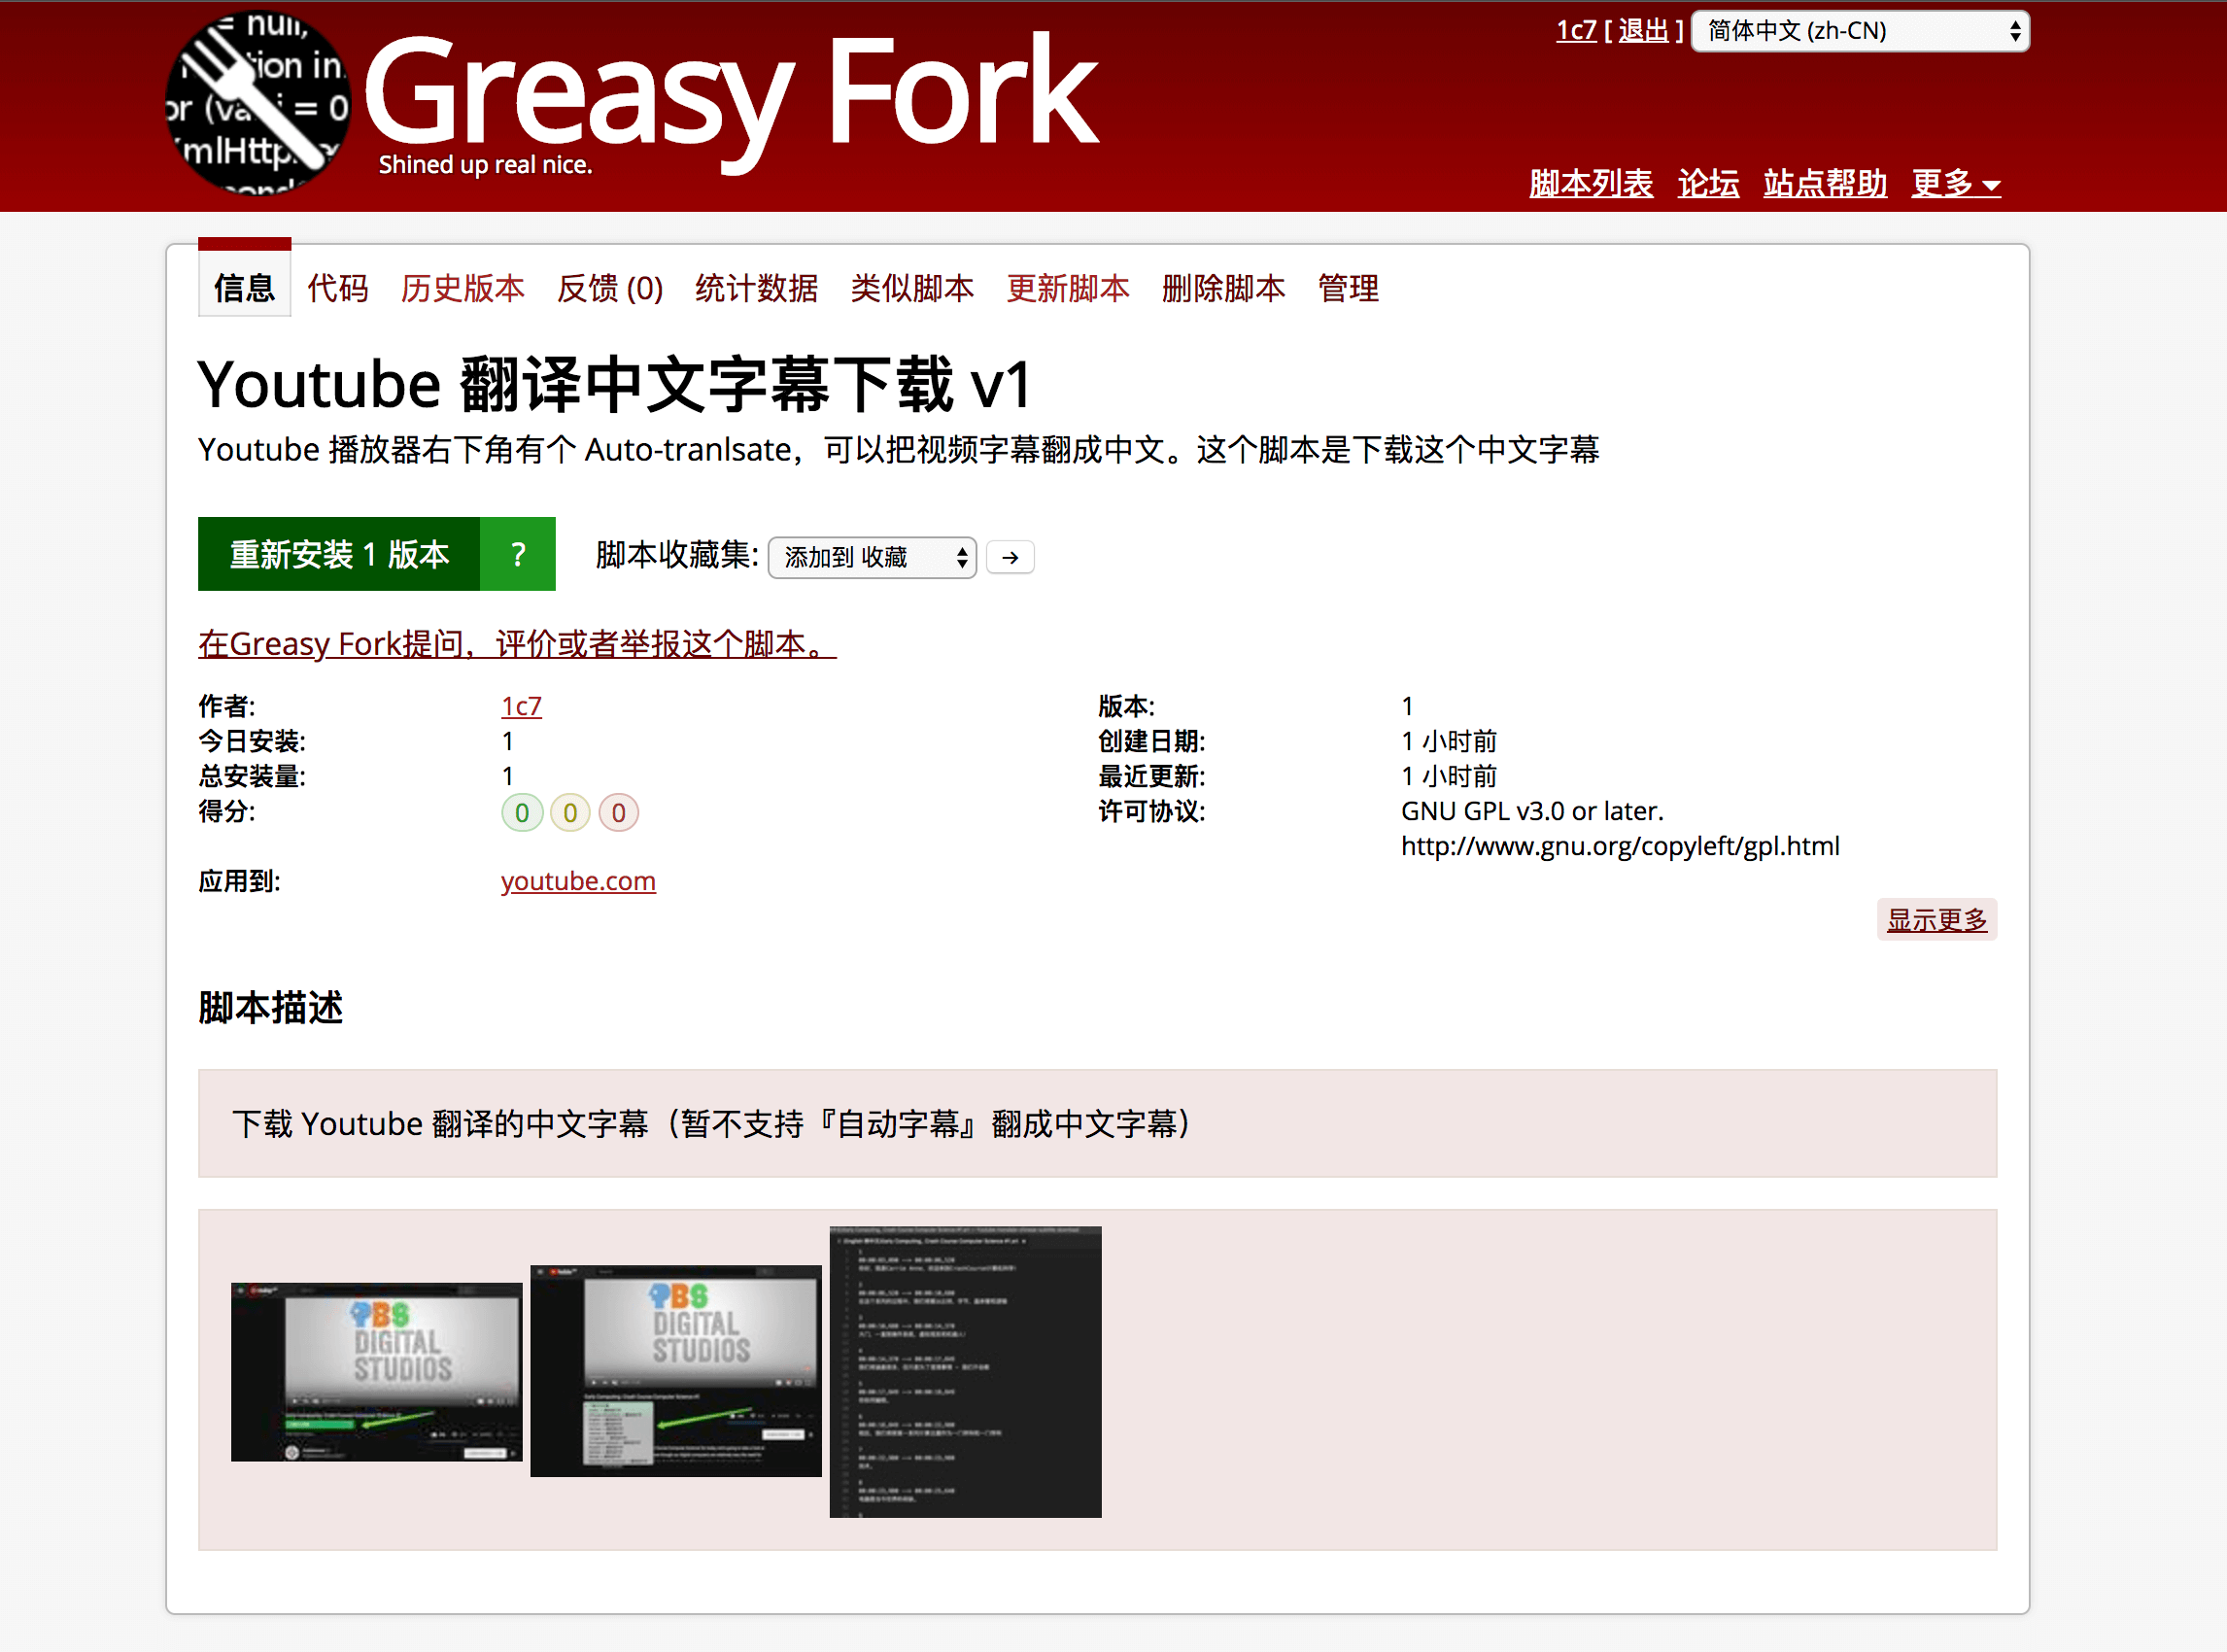 = null,
tion in
or (va i = 0
mlHttp
Greasy Fork
Shined up real nice.
1c7 [ 退出 ] 简体中文 (zh-CN)
脚本列表 论坛 站点帮助 更多
信息 代码 历史版本 反馈 (0) 统计数据 类似脚本 更新脚本 删除脚本 管理
Youtube 翻译中文字幕下载 v1
Youtube 播放器右下角有个 Auto-tranlsate，可以把视频字幕翻成中文。这个脚本是下载这个中文字幕
重新安装 1 版本 ? 脚本收藏集: 添加到 收藏 →
在Greasy Fork提问，评价或者举报这个脚本。
作者: 1c7 版本: 1
今日安装: 1 创建日期: 1 小时前
总安装量: 1 最近更新: 1 小时前
得分: 0 0 0 许可协议: GNU GPL v3.0 or later.
http://www.gnu.org/copyleft/gpl.html
应用到: youtube.com
显示更多
脚本描述
下载 Youtube 翻译的中文字幕（暂不支持『自动字幕』翻成中文字幕）
PBS
DIGITAL
STUDIOS
PBS
DIGITAL
STUDIOS